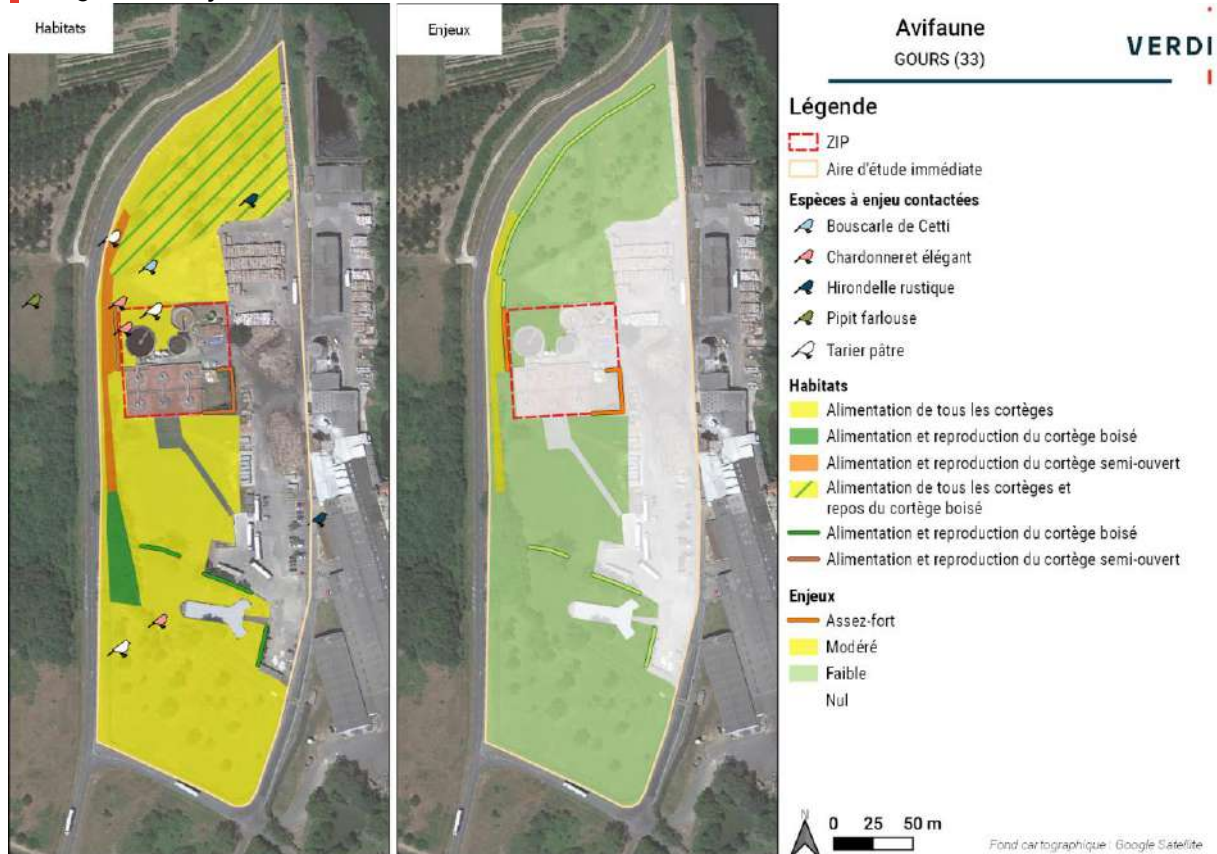 Habitats
Enjeux
Avifaune
GOURS (33)
VERDI
Légende
ZIP
Aire d'étude immédiate
Espèces à enjeu contactées
Bouscarle de Cetti
Chardonneret élégant
Hirondelle rustique
Pipit farlouse
Tarier pâtre
Habitats
Alimentation de tous les cortèges
Alimentation et reproduction du cortège boisé
Alimentation et reproduction du cortège semi-ouvert
Alimentation de tous les cortèges et
repos du cortège boisé
Alimentation et reproduction du cortège boisé
Alimentation et reproduction du cortège semi-ouvert
Enjeux
Assez-fort
Modéré
Faible
Nul
N
0 25 50 m
Fond cartographique : Google Satellite